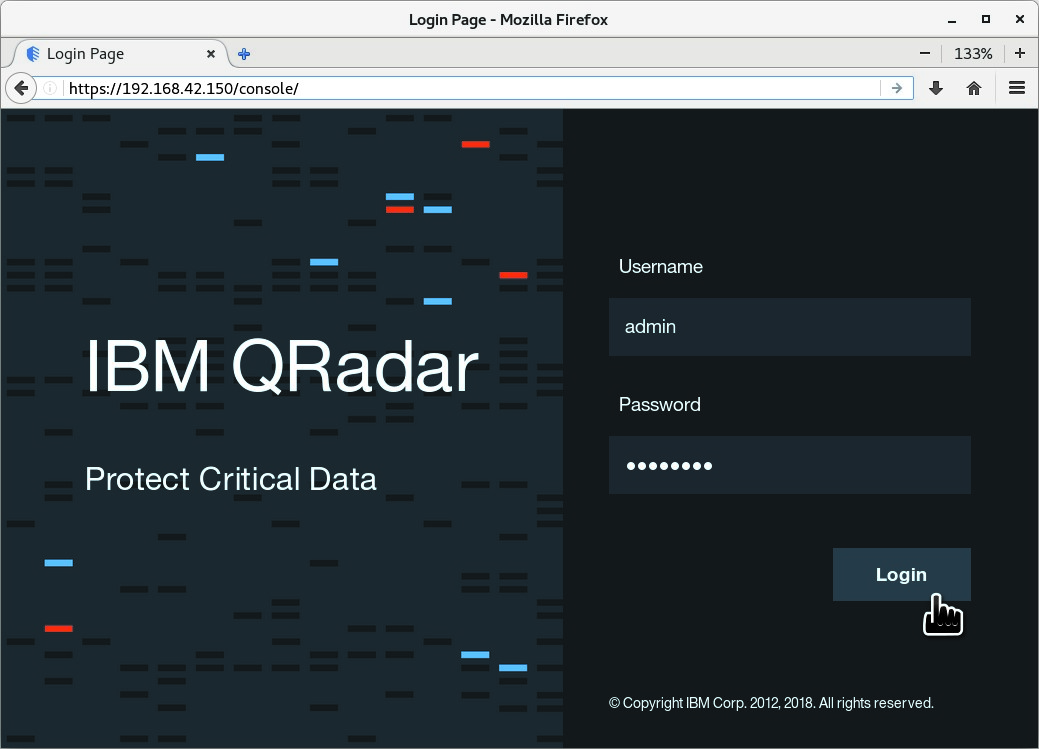 Login Page - Mozilla Firefox
Login Page
133%
https://192.168.42.150/console/
IBM QRadar
Protect Critical Data
Username
admin
Password
••••••••
Login
© Copyright IBM Corp. 2012, 2018. All rights reserved.